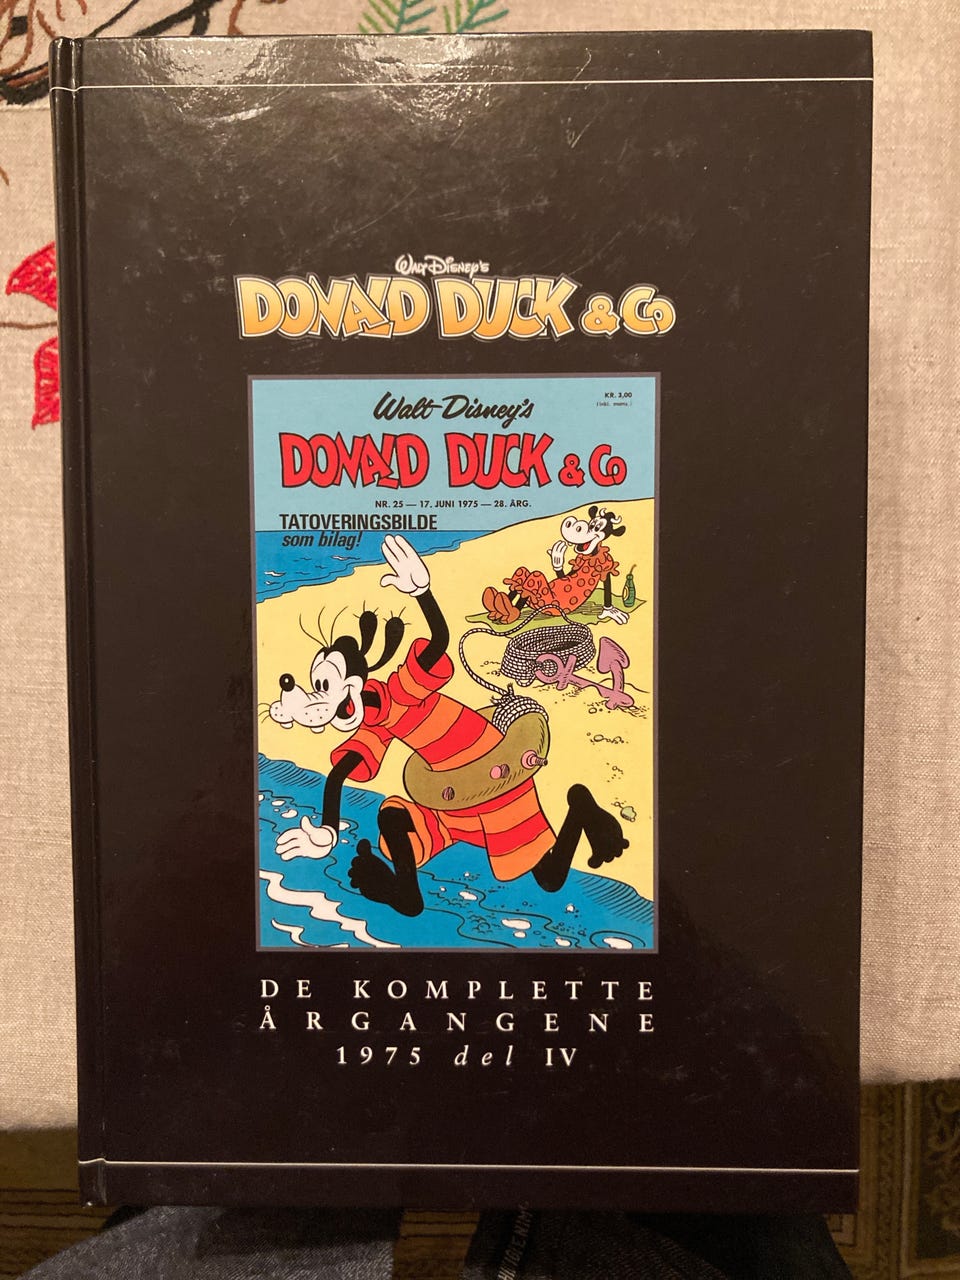 Walt Disney's
DONALD DUCK & Co
Walt Disney's
KR. 3,00
(inkl. moms.)
DONALD DUCK & Co
NR. 25 — 17. JUNI 1975 — 28. ÅRG.
TATOVERINGSBILDE
som bilag!
DE KOMPLETTE
ÅRGANGENE
1975 del IV